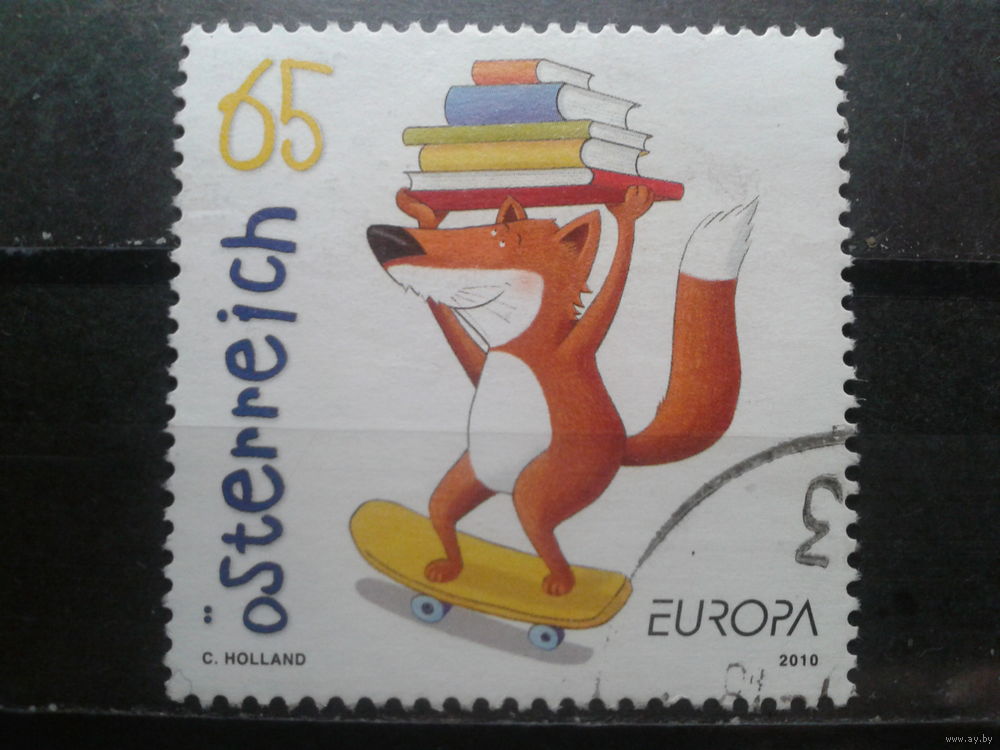 65
österreich
EUROPA
C. HOLLAND
2010
www.ay.by